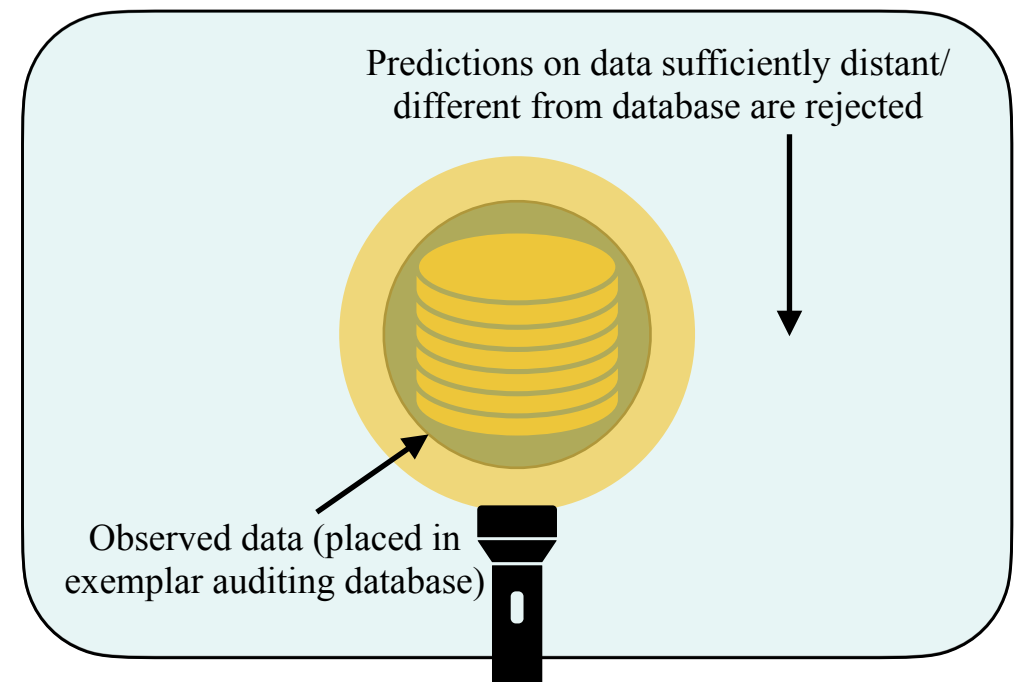 Predictions on data sufficiently distant/
different from database are rejected
Observed data (placed in
exemplar auditing database)